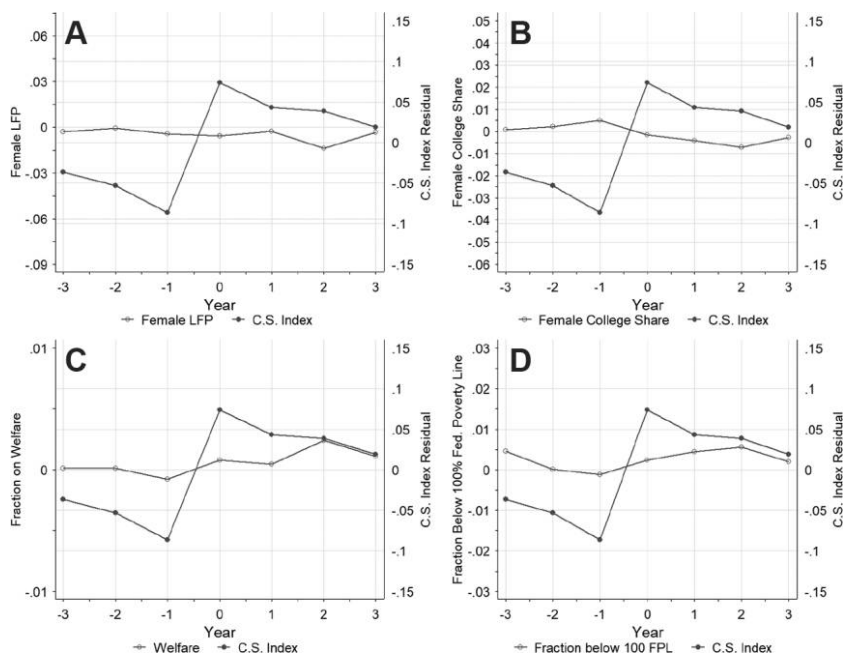 A
Female LFP
.06
.03
0
-.03
-.06
-.09
.15
.1
.05
0
-.05
-.1
-.15
C.S. Index Residual
-3 -2 -1 0 1 2 3
Year
Female LFP C.S. Index
B
Female College Share
.05
.04
.03
.02
.01
0
-.01
-.02
-.03
-.04
-.05
-.06
.15
.1
.05
0
-.05
-.1
-.15
C.S. Index Residual
-3 -2 -1 0 1 2 3
Year
Female College Share C.S. Index
C
Fraction on Welfare
.01
0
-.01
.15
.1
.05
0
-.05
-.1
-.15
C.S. Index Residual
-3 -2 -1 0 1 2 3
Year
Welfare C.S. Index
D
Fraction Below 100% Fed. Poverty Line
.03
.02
.01
0
-.01
-.02
-.03
.15
.1
.05
0
-.05
-.1
-.15
C.S. Index Residual
-3 -2 -1 0 1 2 3
Year
Fraction below 100 FPL C.S. Index